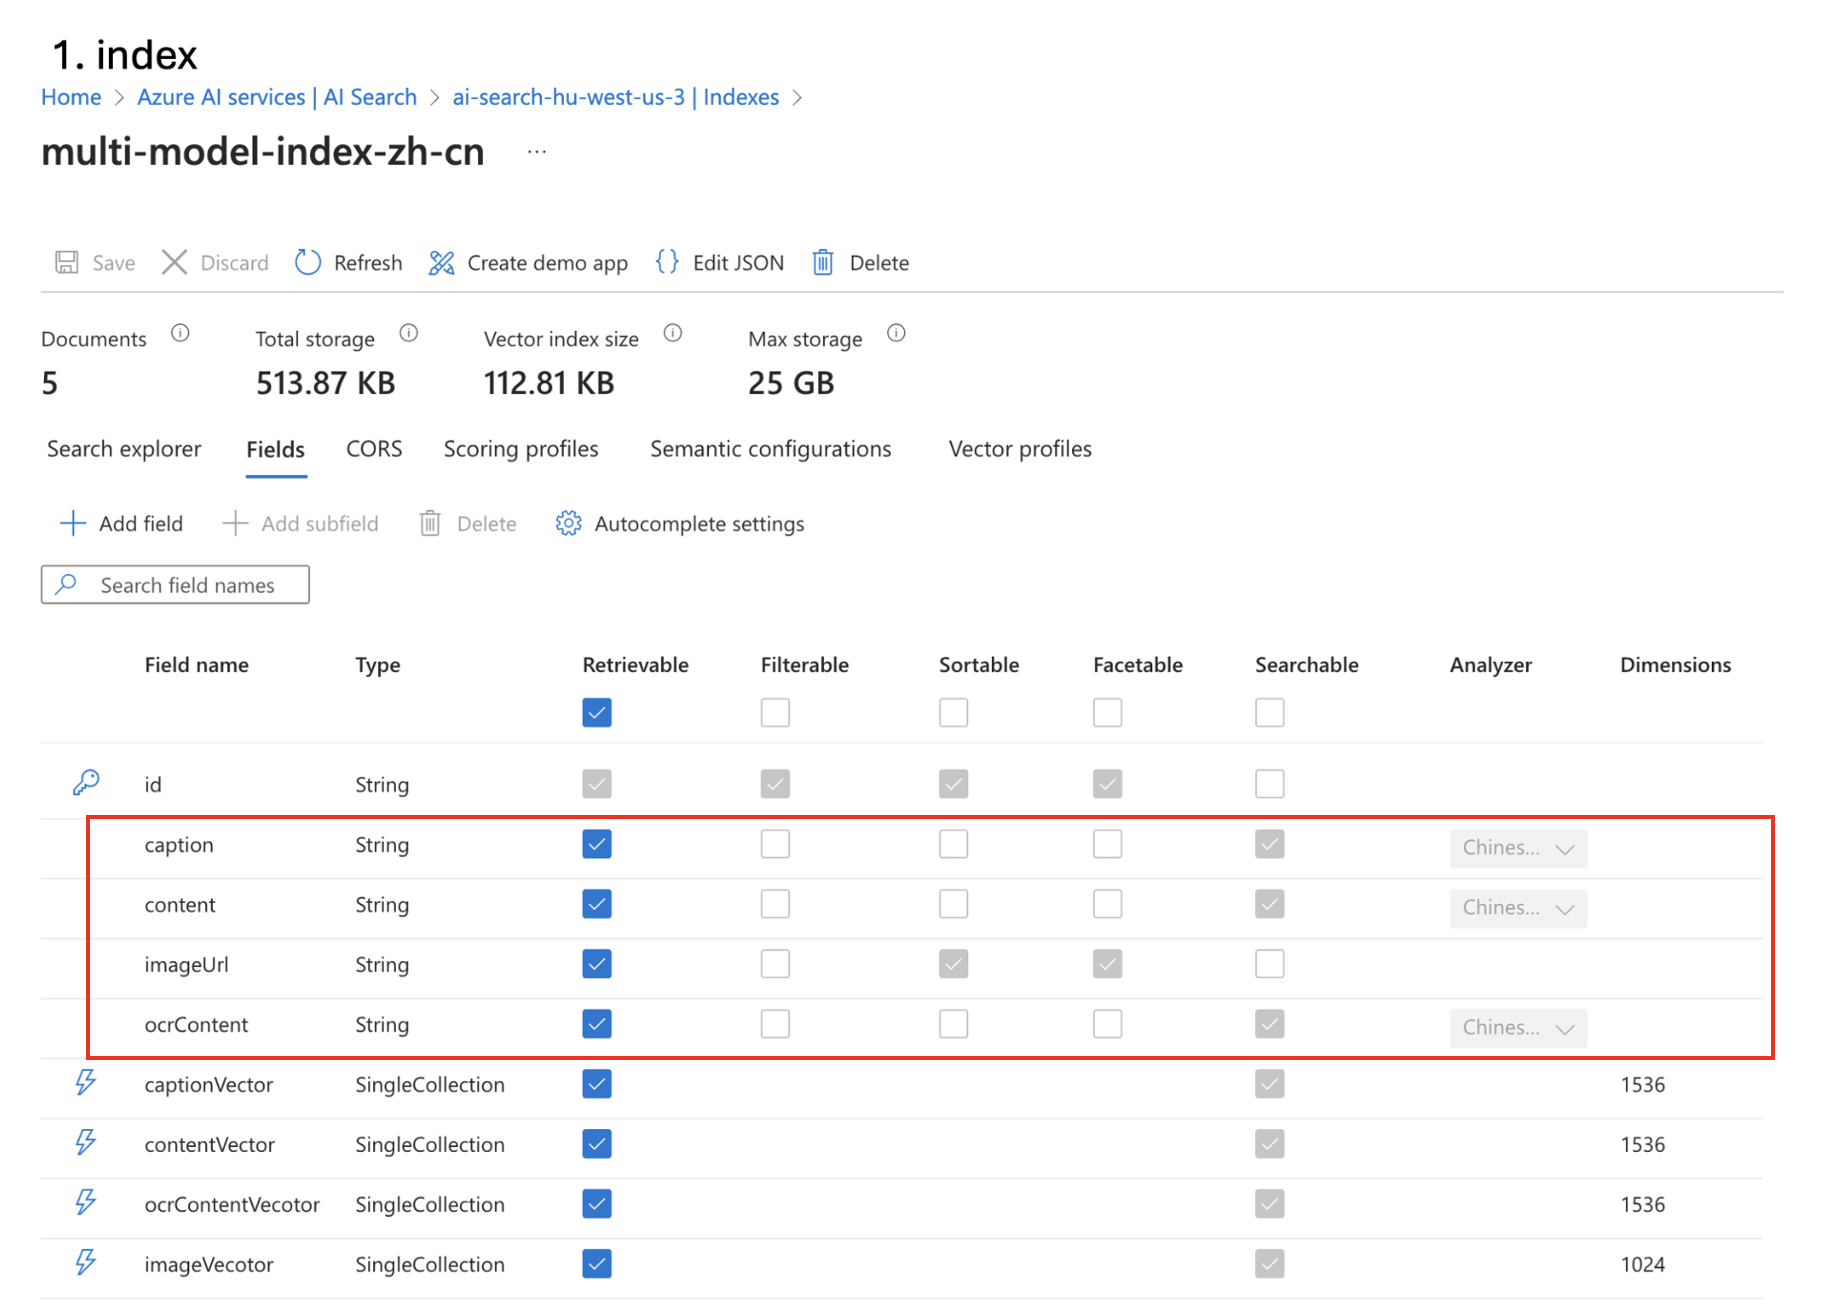 1. index
Home > Azure AI services | AI Search > ai-search-hu-west-us-3 | Indexes >
multi-model-index-zh-cn ...
Save Discard Refresh Create demo app {} Edit JSON Delete
Documents Total storage Vector index size Max storage
5 513.87 KB 112.81 KB 25 GB
Search explorer Fields CORS Scoring profiles Semantic configurations Vector profiles
Add field Add subfield Delete Autocomplete settings
Search field names
Field name Type Retrievable Filterable Sortable Facetable Searchable Analyzer Dimensions
id String
caption String Chines...
content String Chines...
imageUrl String
ocrContent String Chines...
captionVector SingleCollection 1536
contentVector SingleCollection 1536
ocrContentVecotor SingleCollection 1536
imageVecotor SingleCollection 1024